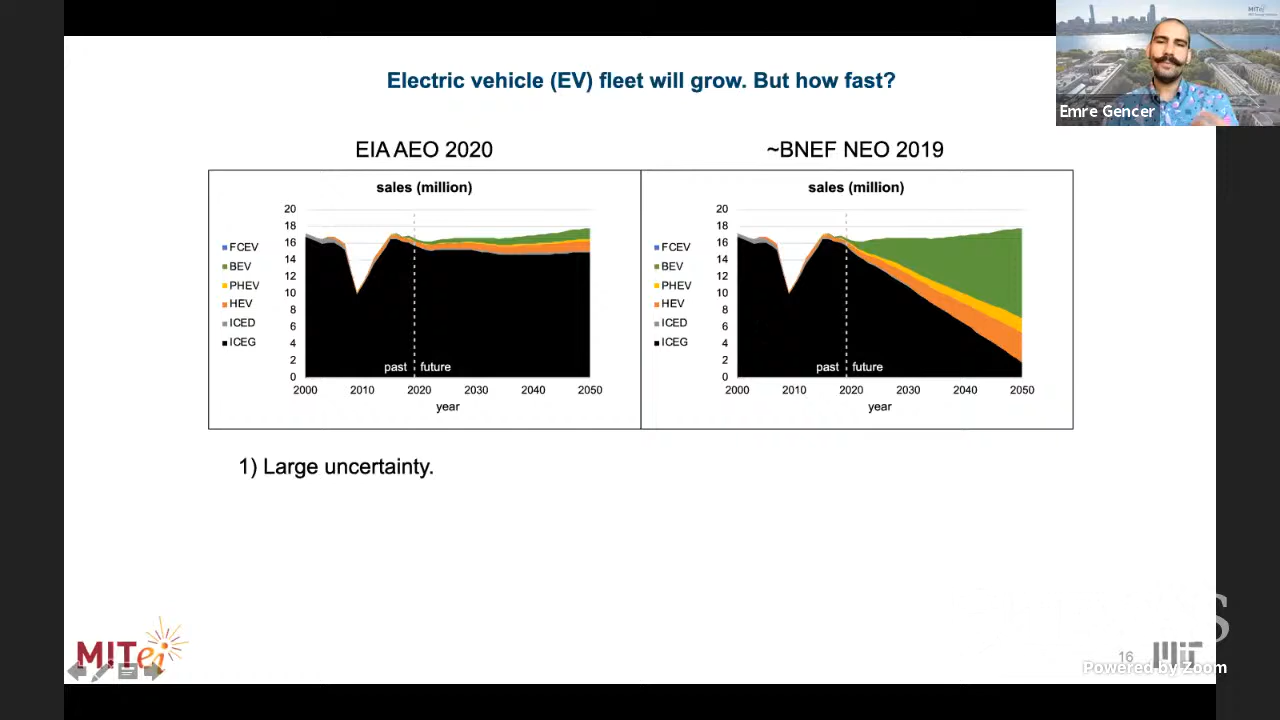 Electric vehicle (EV) fleet will grow. But how fast?
Emre Gencer
EIA AEO 2020
sales (million)
20
18
16
14
12
10
8
6
4
2
0
FCEV
BEV
PHEV
HEV
ICED
ICEG
past
future
2000
2010
2020
2030
2040
2050
year
~BNEF NEO 2019
sales (million)
20
18
16
14
12
10
8
6
4
2
0
FCEV
BEV
PHEV
HEV
ICED
ICEG
past
future
2000
2010
2020
2030
2040
2050
year
1) Large uncertainty.
MITei
16
MIT
Powered by Zoom